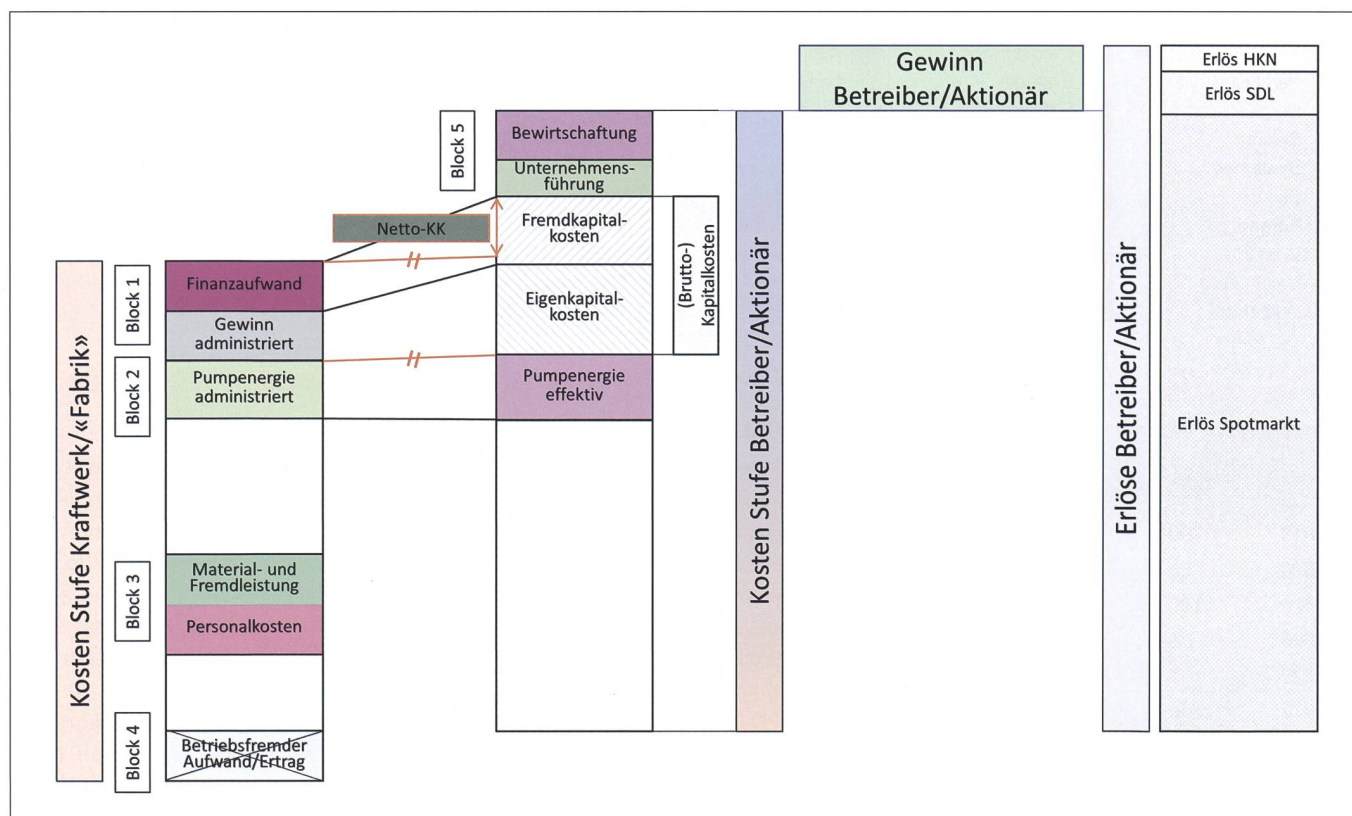 Gewinn
Betreiber/Aktionär
Erlös HKN
Erlös SDL
Erlös Spotmarkt
Erlöse Betreiber/Aktionär
Kosten Stufe Betreiber/Aktionär
Block 5
Bewirtschaftung
Unternehmens-
führung
Fremdkapital-
kosten
Eigenkapital-
kosten
(Brutto-)
Kapitalkosten
Pumpenergie
effektiv
Netto-KK
Kosten Stufe Kraftwerk/«Fabrik»
Block 1
Finanzaufwand
Gewinn
administriert
Block 2
Pumpenergie
administriert
Block 3
Material- und
Fremdleistung
Personalkosten
Block 4
Betriebsfremder
Aufwand/Ertrag